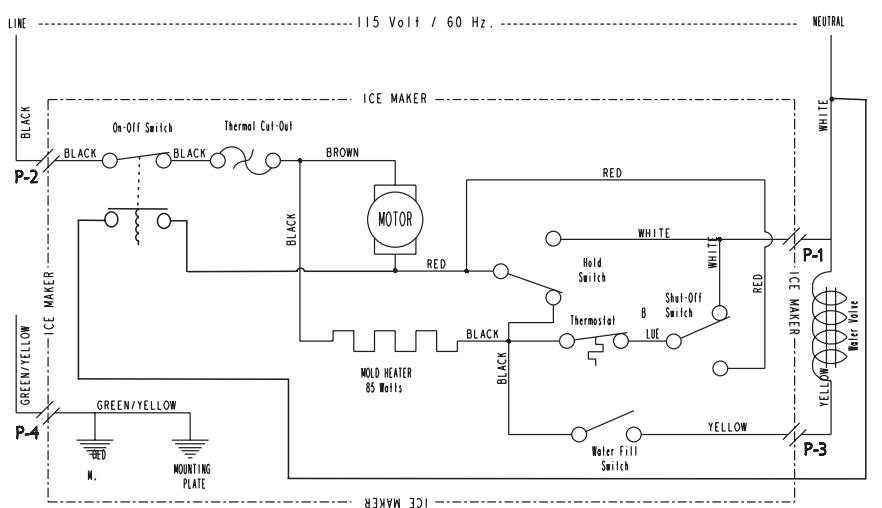 LINE
115 Volt / 60 Hz.
NEUTRAL
ICE MAKER
BLACK
WHITE
On-Off Switch
Thermal Cut-Out
BLACK
BLACK
BROWN
P-2
RED
MOTOR
BLACK
WHITE
WHITE
P-1
RED
Hold
Switch
RED
ICE MAKER
ICE MAKER
Shut-Off
Switch
Thermostat
B
LUE
BLACK
Water Valve
GREEN/YELLOW
MOLD HEATER
85 Watts
BLACK
YELLOW
GREEN/YELLOW
P-4
YELLOW
P-3
Water Fill
Switch
OLD
M.
MOUNTING
PLATE
ICE MAKER